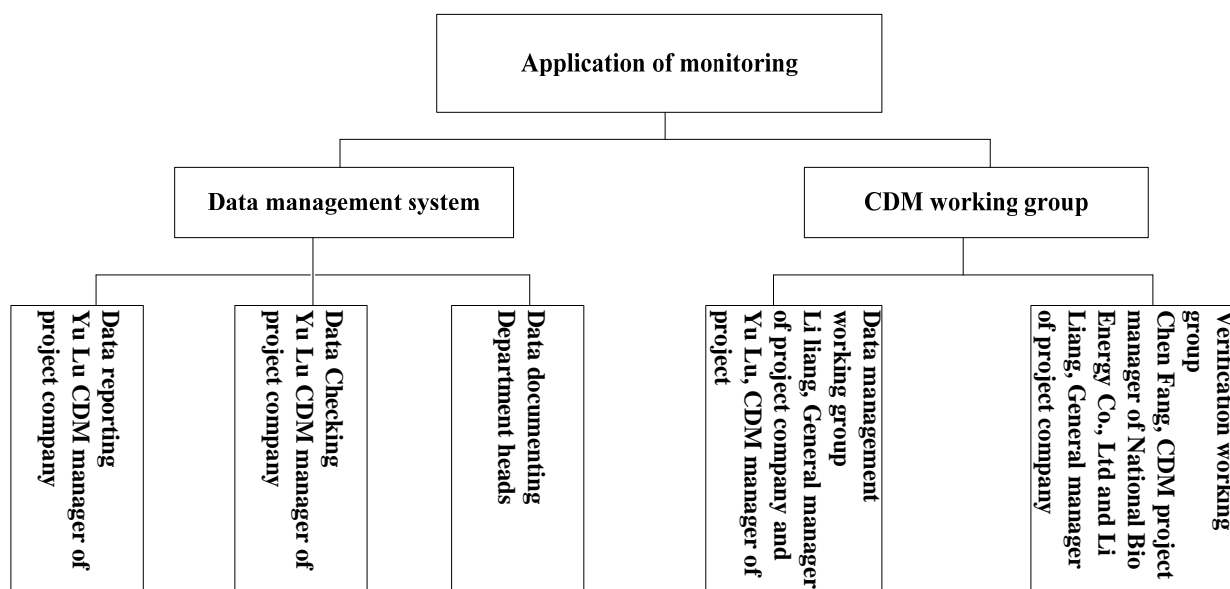 Application of monitoring
Data management system
CDM working group
Data reporting
Yu Lu CDM manager of
project company
Data Checking
Yu Lu CDM manager of
project company
Data documenting
Department heads
Data management
working group
Li liang, General manager
of project company and
Yu Lu, CDM manager of
project
Verification working
group
Chen Fang, CDM project
manager of National Bio
Energy Co., Ltd and Li
Liang, General manager
of project company